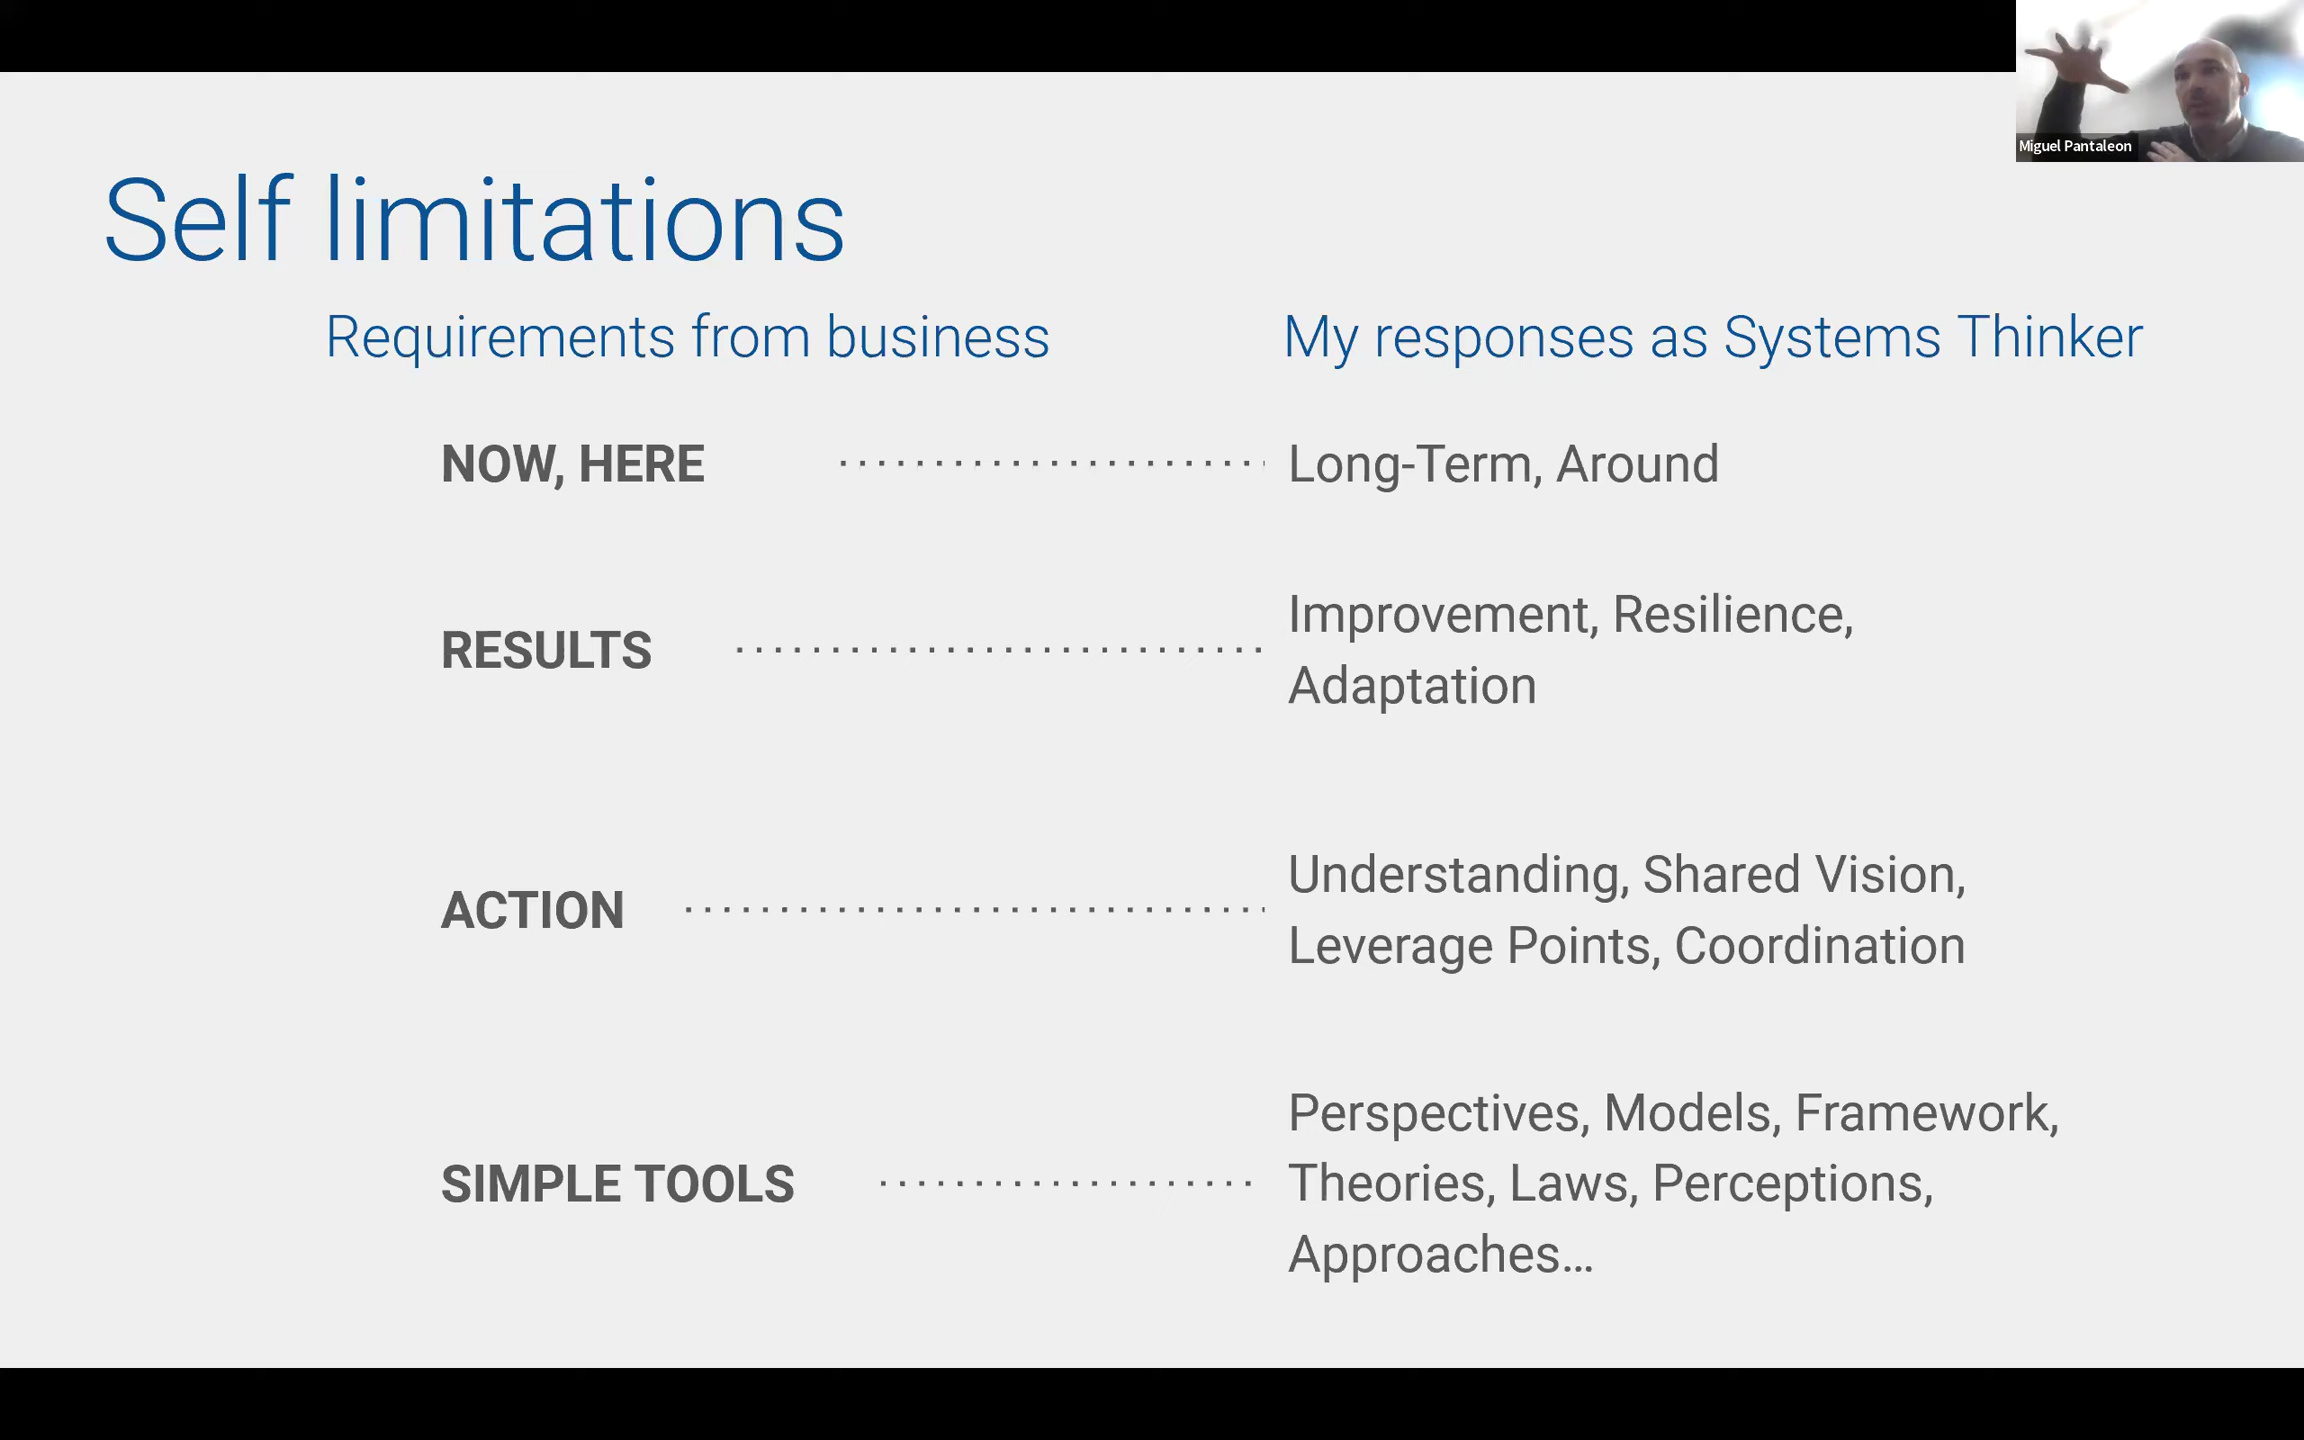 Miguel Pantaleon
Self limitations
Requirements from business
My responses as Systems Thinker
NOW, HERE
Long-Term, Around
RESULTS
Improvement, Resilience,
Adaptation
ACTION
Understanding, Shared Vision,
Leverage Points, Coordination
SIMPLE TOOLS
Perspectives, Models, Framework,
Theories, Laws, Perceptions,
Approaches…